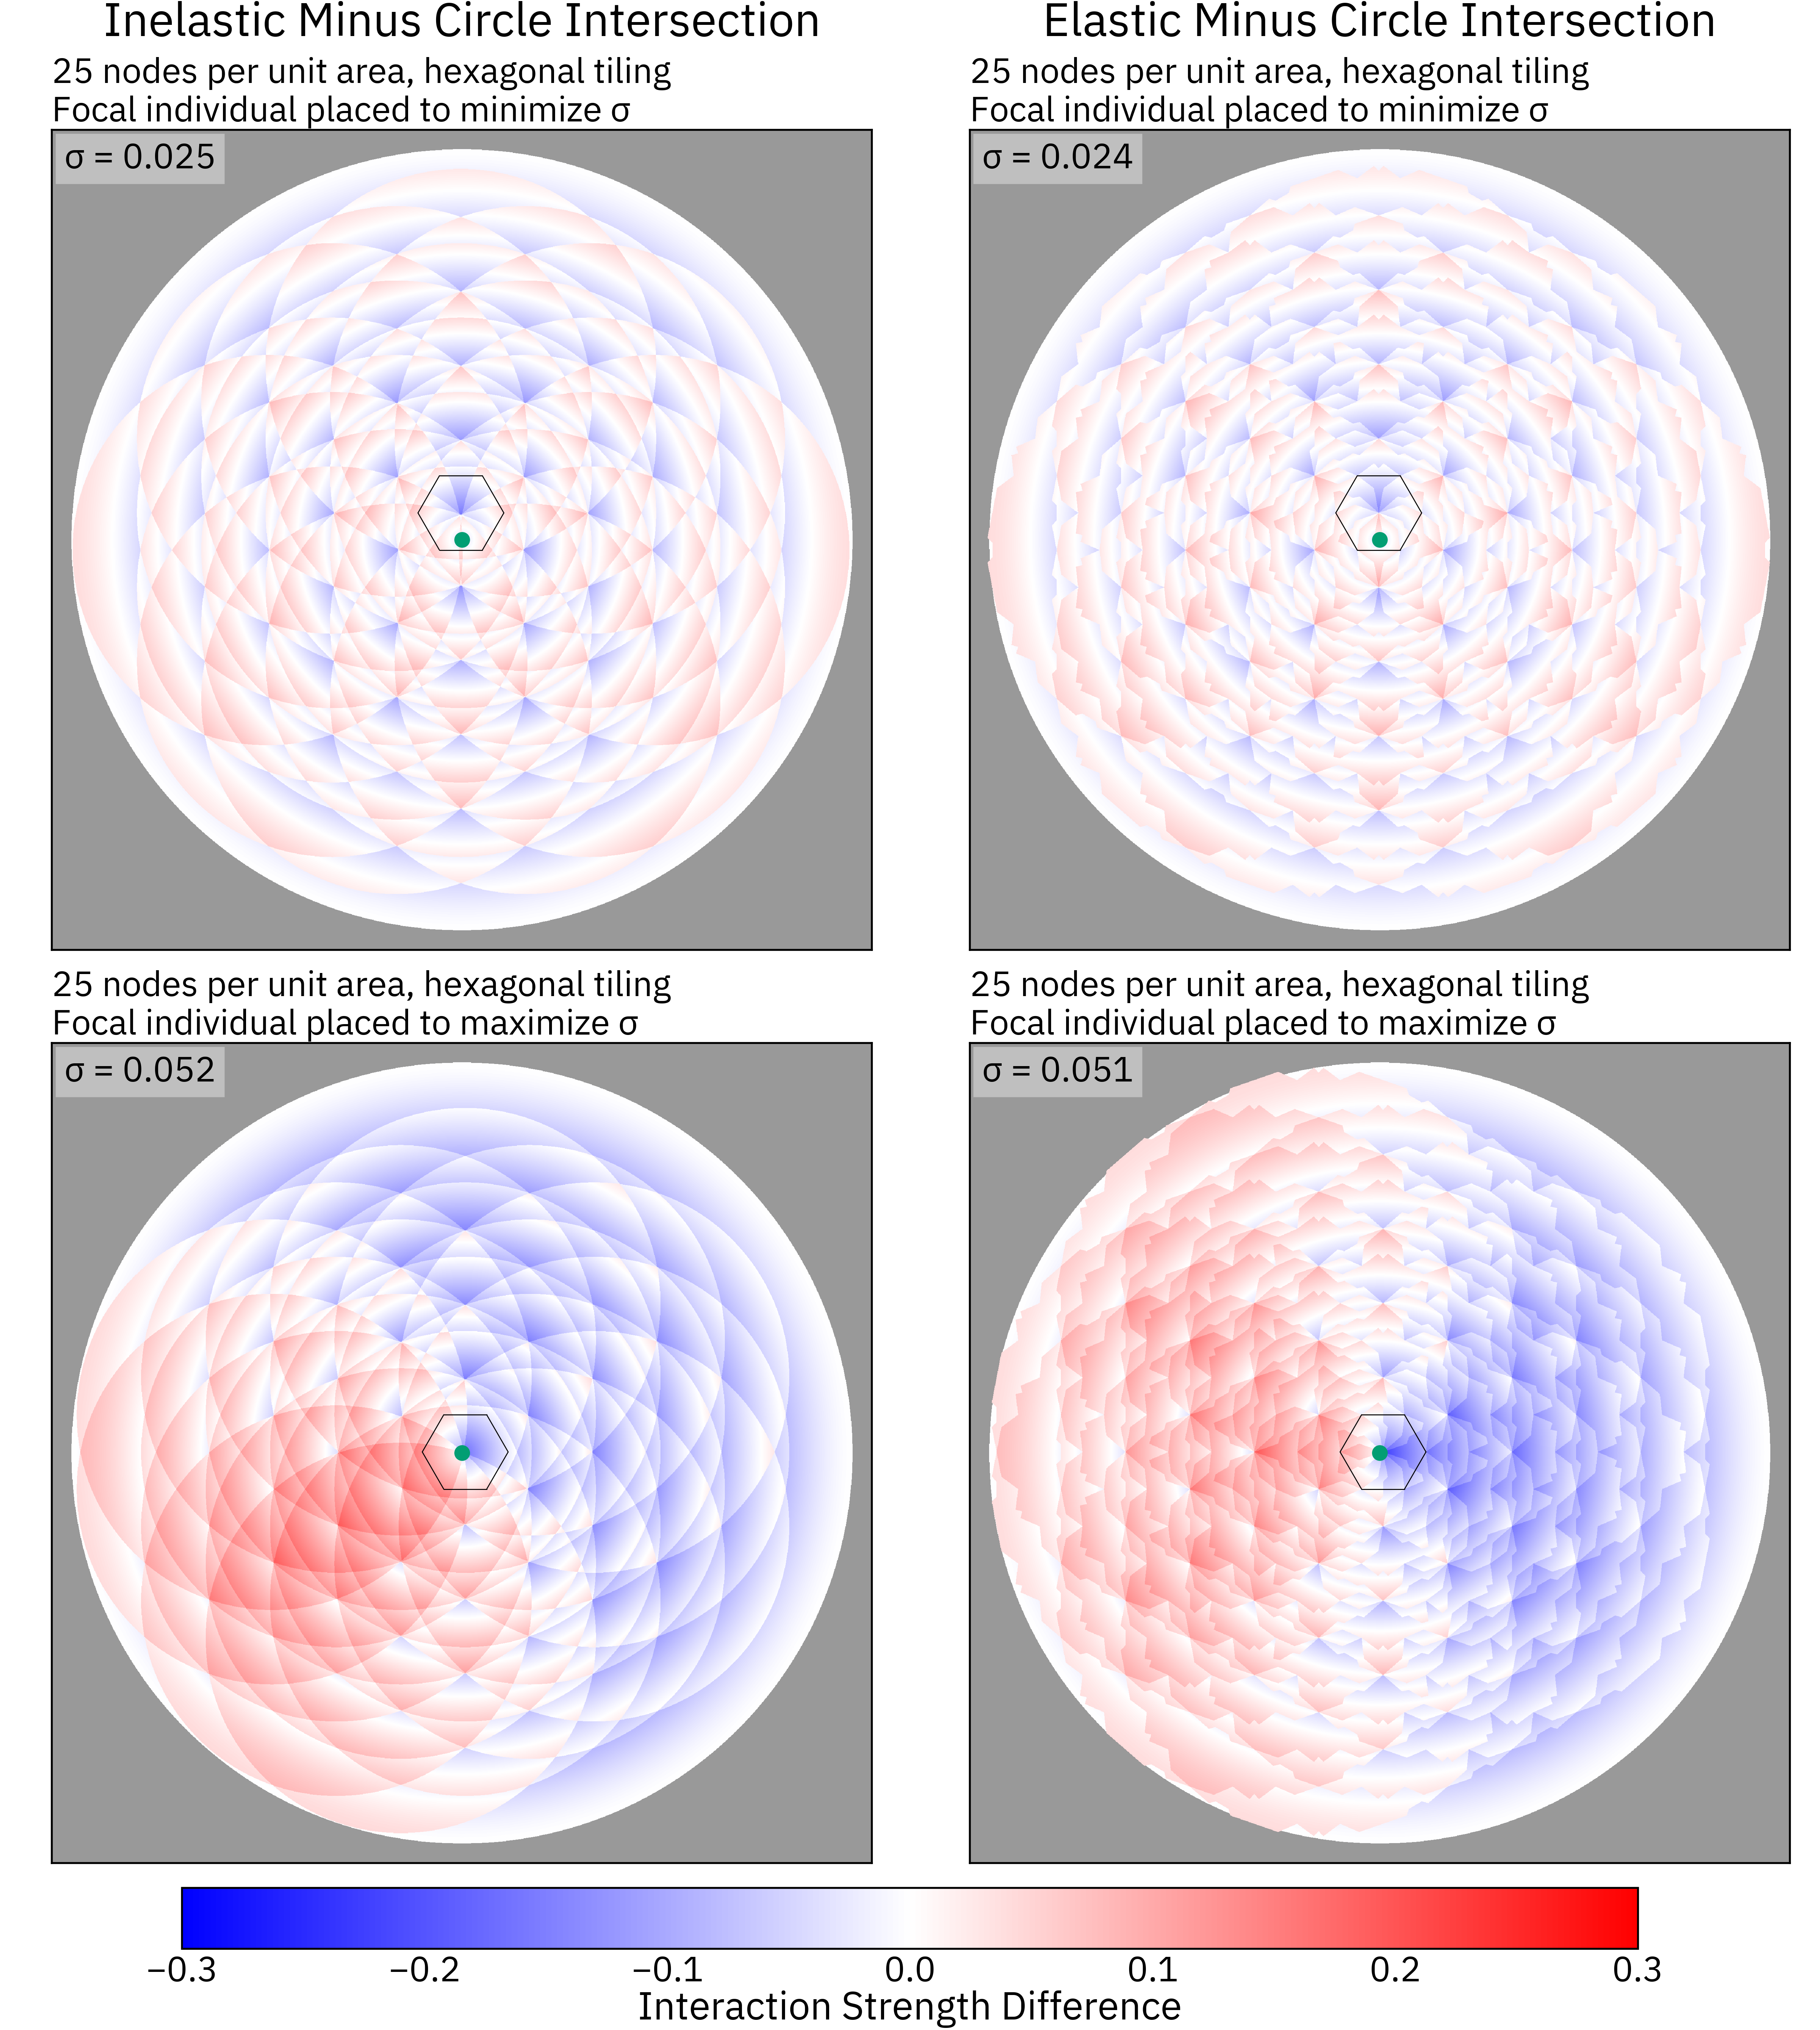 Inelastic Minus Circle Intersection
25 nodes per unit area, hexagonal tiling
Focal individual placed to minimize σ
σ = 0.025
Elastic Minus Circle Intersection
25 nodes per unit area, hexagonal tiling
Focal individual placed to minimize σ
σ = 0.024
25 nodes per unit area, hexagonal tiling
Focal individual placed to maximize σ
σ = 0.052
25 nodes per unit area, hexagonal tiling
Focal individual placed to maximize σ
σ = 0.051
−0.3 −0.2 −0.1 0.0 0.1 0.2 0.3
Interaction Strength Difference